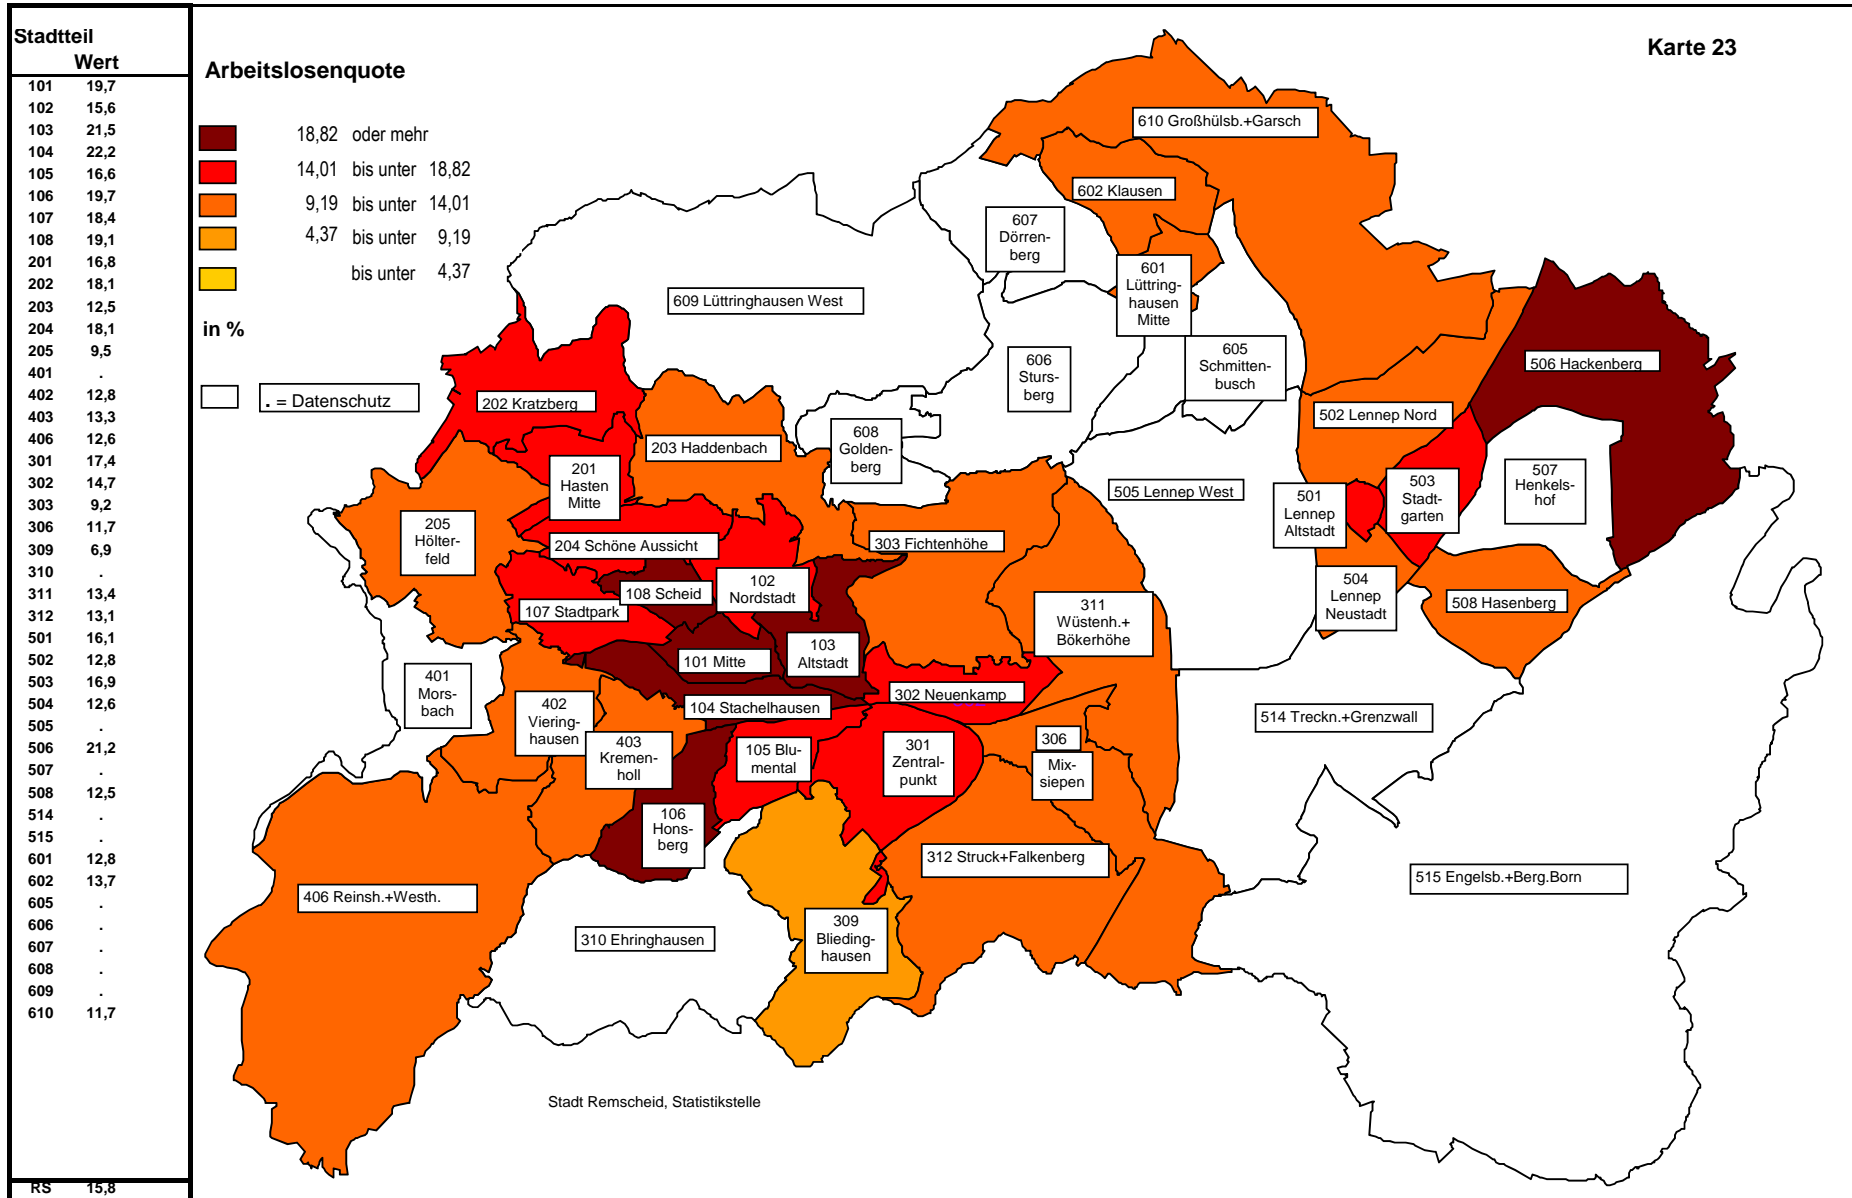 Stadtteil
Wert
101 19,7
102 15,6
103 21,5
104 22,2
105 16,6
106 19,7
107 18,4
108 19,1
201 16,8
202 18,1
203 12,5
204 18,1
205 9,5
401 .
402 12,8
403 13,3
406 12,6
301 17,4
302 14,7
303 9,2
306 11,7
309 6,9
310 .
311 13,4
312 13,1
501 16,1
502 12,8
503 16,9
504 12,6
505 .
506 21,2
507 .
508 12,5
514 .
515 .
601 12,8
602 13,7
605 .
606 .
607 .
608 .
609 .
610 11,7
RS 15,8
Arbeitslosenquote
18,82 oder mehr
14,01 bis unter 18,82
9,19 bis unter 14,01
4,37 bis unter 9,19
bis unter 4,37
in %
. = Datenschutz
Karte 23
610 Großhülsb.+Garsch
602 Klausen
607
Dörren-
berg
601
Lüttring-
hausen
Mitte
609 Lüttringhausen West
606
Sturs-
berg
605
Schmitten-
busch
506 Hackenberg
202 Kratzberg
502 Lennep Nord
203 Haddenbach
608
Golden-
berg
201
Hasten
Mitte
505 Lennep West
501
Lennep
Altstadt
503
Stadt-
garten
507
Henkels-
hof
205
Hölter-
feld
204 Schöne Aussicht
303 Fichtenhöhe
108 Scheid
102
Nordstadt
107 Stadtpark
311
Wüstenh.+
Bökerhöhe
504
Lennep
Neustadt
508 Hasenberg
101 Mitte
103
Altstadt
401
Mors-
bach
402
Viering-
hausen
104 Stachelhausen
302 Neuenkamp
514 Treckn.+Grenzwall
403
Kremen-
holl
105 Blu-
mental
301
Zentral-
punkt
306
Mix-
siepen
106
Hons-
berg
312 Struck+Falkenberg
515 Engelsb.+Berg.Born
406 Reinsh.+Westh.
310 Ehringhausen
309
Blieding-
hausen
Stadt Remscheid, Statistikstelle